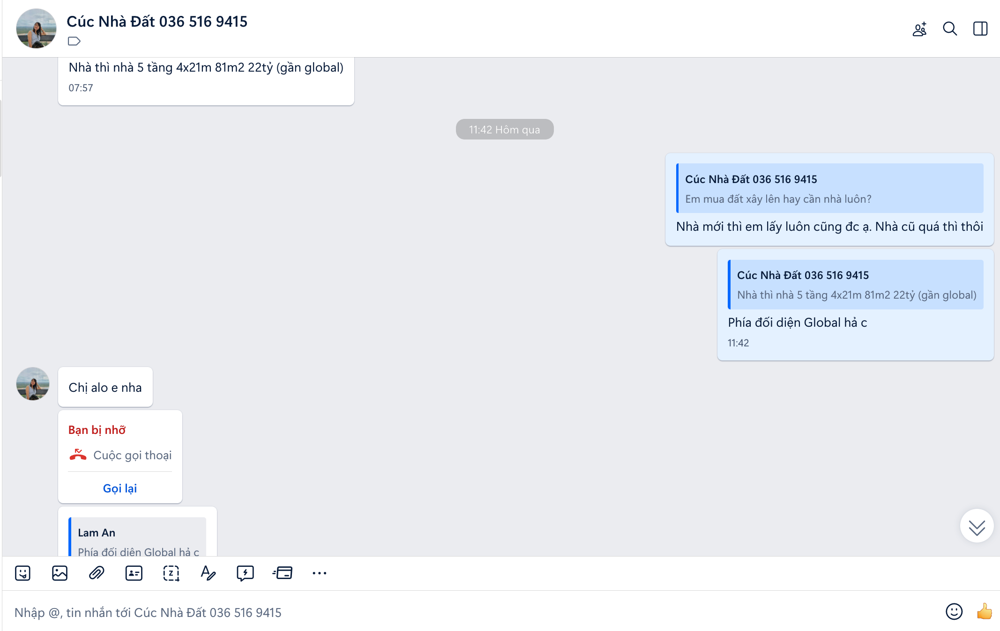 Cúc Nhà Đất 036 516 9415
Nhà thì nhà 5 tầng 4x21m 81m2 22tỷ (gần global)
07:57
11:42 Hôm qua
Cúc Nhà Đất 036 516 9415
Em mua đất xây lên hay cần nhà luôn?
Nhà mới thì em lấy luôn cũng đc ạ. Nhà cũ quá thì thôi
Cúc Nhà Đất 036 516 9415
Nhà thì nhà 5 tầng 4x21m 81m2 22tỷ (gần global)
Phía đối diện Global hả c
11:42
Chị alo e nha
Bạn bị nhỡ
Cuộc gọi thoại
Gọi lại
Lam An
Phía đối diện Global hả c
Nhập @, tin nhắn tới Cúc Nhà Đất 036 516 9415